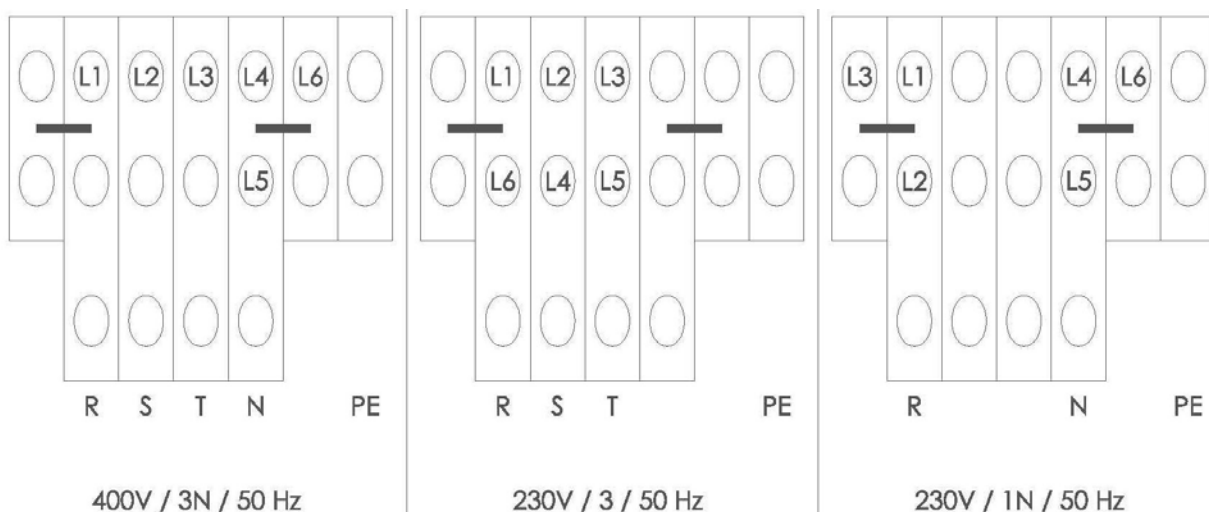 L1 L2 L3 L4 L6
L5
R S T N PE
400V / 3N / 50 Hz
L1 L2 L3
L6 L4 L5
R S T PE
230V / 3 / 50 Hz
L3 L1 L4 L6
L2 L5
R N PE
230V / 1N / 50 Hz